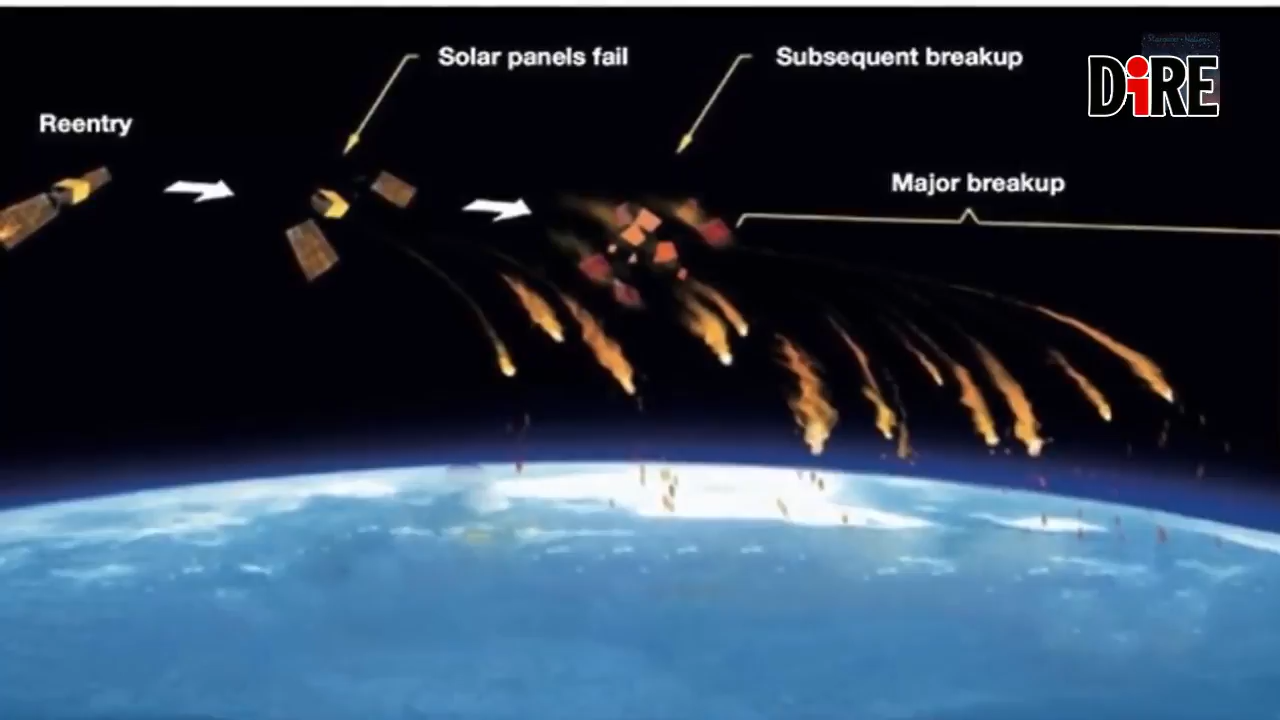 Solar panels fail
Subsequent breakup
DiRE
Reentry
Major breakup